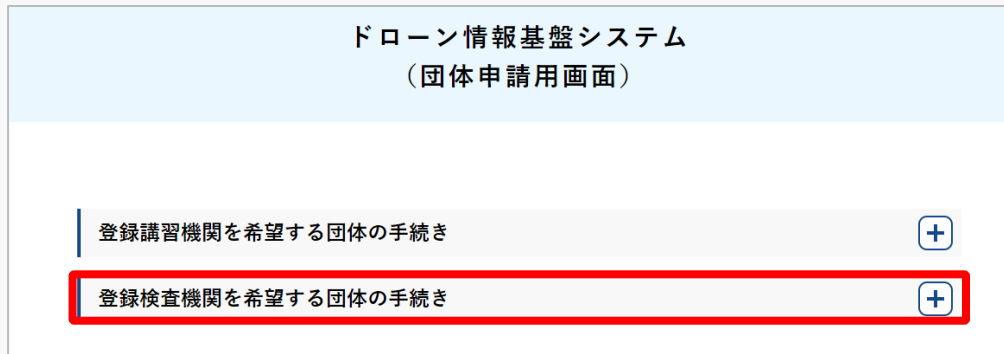 ドローン情報基盤システム
（団体申請用画面）
登録講習機関を希望する団体の手続き
登録検査機関を希望する団体の手続き